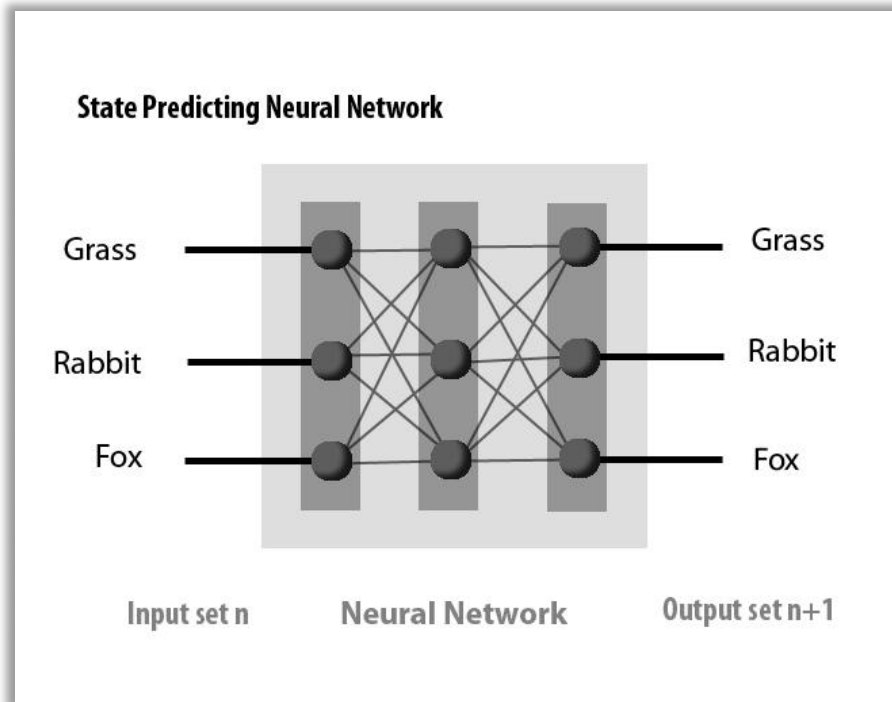 State Predicting Neural Network
Grass
Grass
Rabbit
Rabbit
Fox
Fox
Input set n
Neural Network
Output set n+1